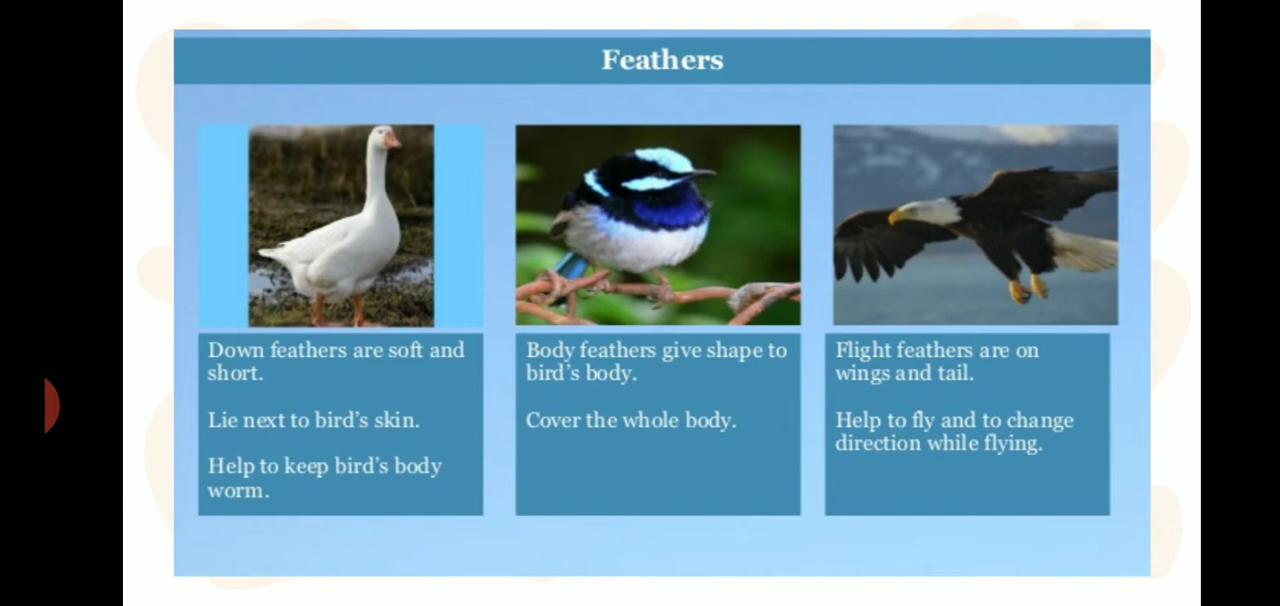 Feathers
Down feathers are soft and
short.
Lie next to bird's skin.
Help to keep bird's body
worm.
Body feathers give shape to
bird's body.
Cover the whole body.
Flight feathers are on
wings and tail.
Help to fly and to change
direction while flying.